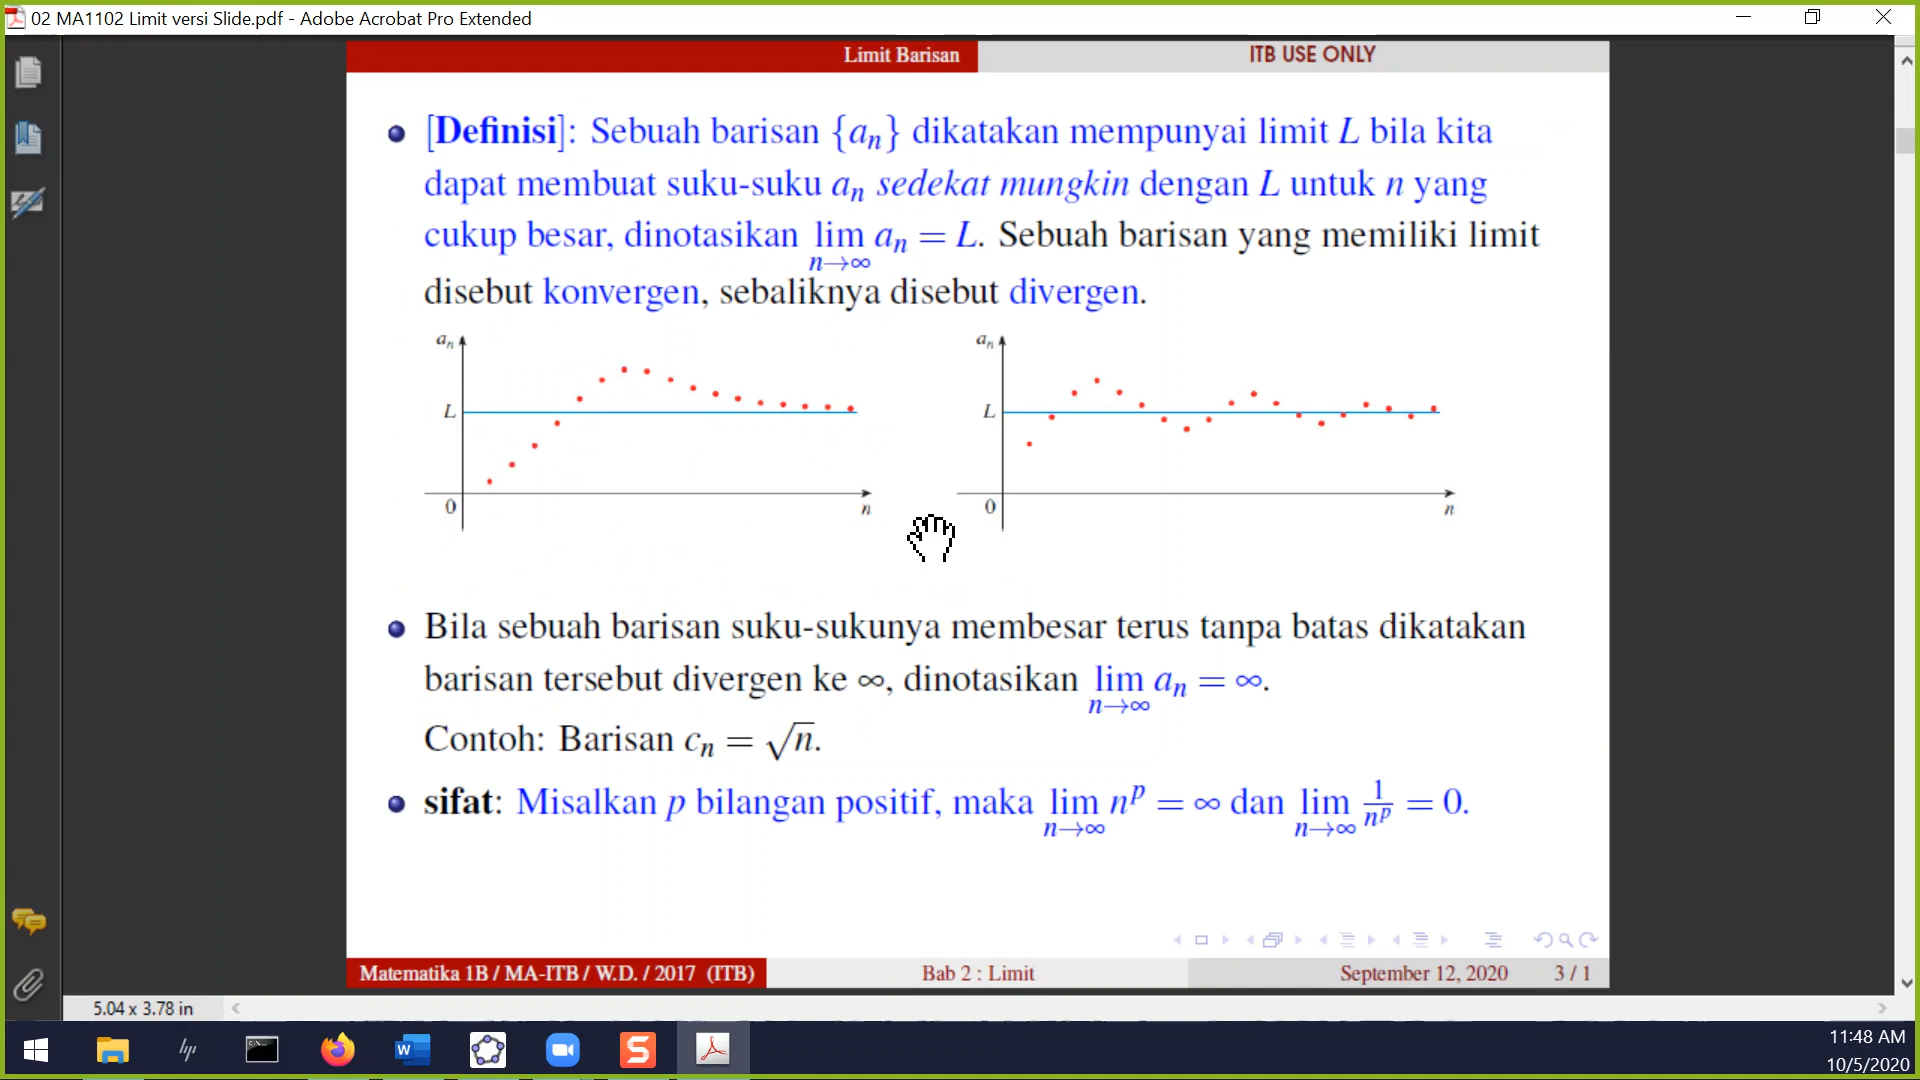 02 MA1102 Limit versi Slide.pdf - Adobe Acrobat Pro Extended
Limit Barisan
ITB USE ONLY
[Definisi]: Sebuah barisan {aₙ} dikatakan mempunyai limit L bila kita
dapat membuat suku-suku aₙ sedekat mungkin dengan L untuk n yang
cukup besar, dinotasikan lim aₙ = L. Sebuah barisan yang memiliki limit
n→∞
disebut konvergen, sebaliknya disebut divergen.
aₙ
L
0
n
aₙ
L
0
n
Bila sebuah barisan suku-sukunya membesar terus tanpa batas dikatakan
barisan tersebut divergen ke ∞, dinotasikan lim aₙ = ∞.
n→∞
Contoh: Barisan cₙ = √n.
sifat: Misalkan p bilangan positif, maka lim nᵖ = ∞ dan lim 1/nᵖ = 0.
n→∞ n→∞
Matematika 1B / MA-ITB / W.D. / 2017 (ITB)
Bab 2 : Limit
September 12, 2020 3 / 1
5.04 x 3.78 in
11:48 AM
10/5/2020